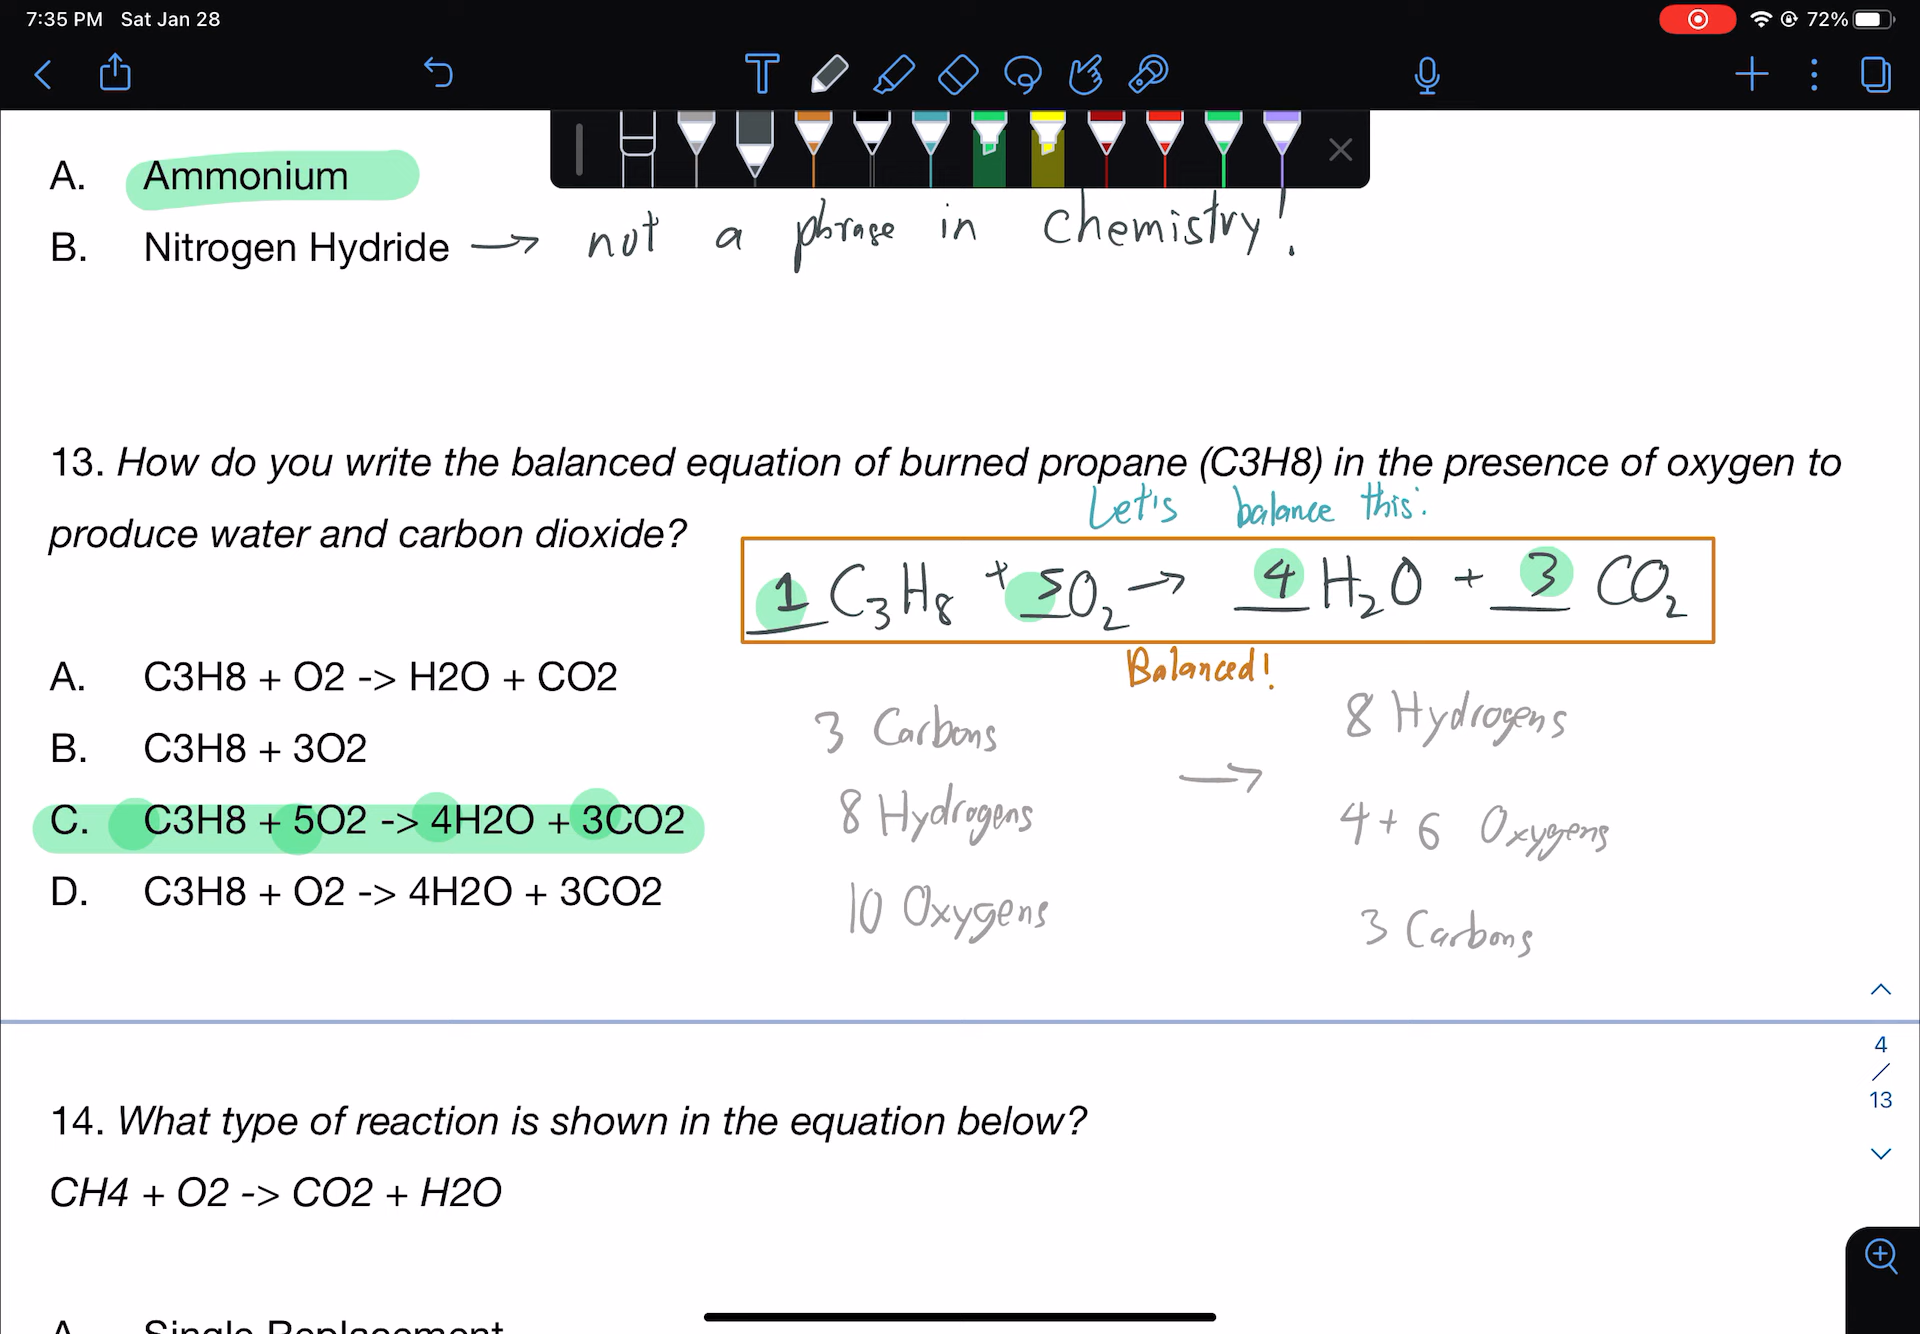 7:35 PM Sat Jan 28
72%
A. Ammonium
B. Nitrogen Hydride → not a phrase in Chemistry!
13. How do you write the balanced equation of burned propane (C3H8) in the presence of oxygen to
produce water and carbon dioxide?
Let's balance this:
1 C₃H₈ + 5O₂ → 4 H₂O + 3 CO₂
Balanced!
A. C3H8 + O2 -> H2O + CO2
B. C3H8 + 3O2
C. C3H8 + 5O2 -> 4H2O + 3CO2
D. C3H8 + O2 -> 4H2O + 3CO2
3 Carbons
8 Hydrogens
10 Oxygens
→
8 Hydrogens
4 + 6 Oxygens
3 Carbons
4
/
13
14. What type of reaction is shown in the equation below?
CH4 + O2 -> CO2 + H2O
A. Single Replacement